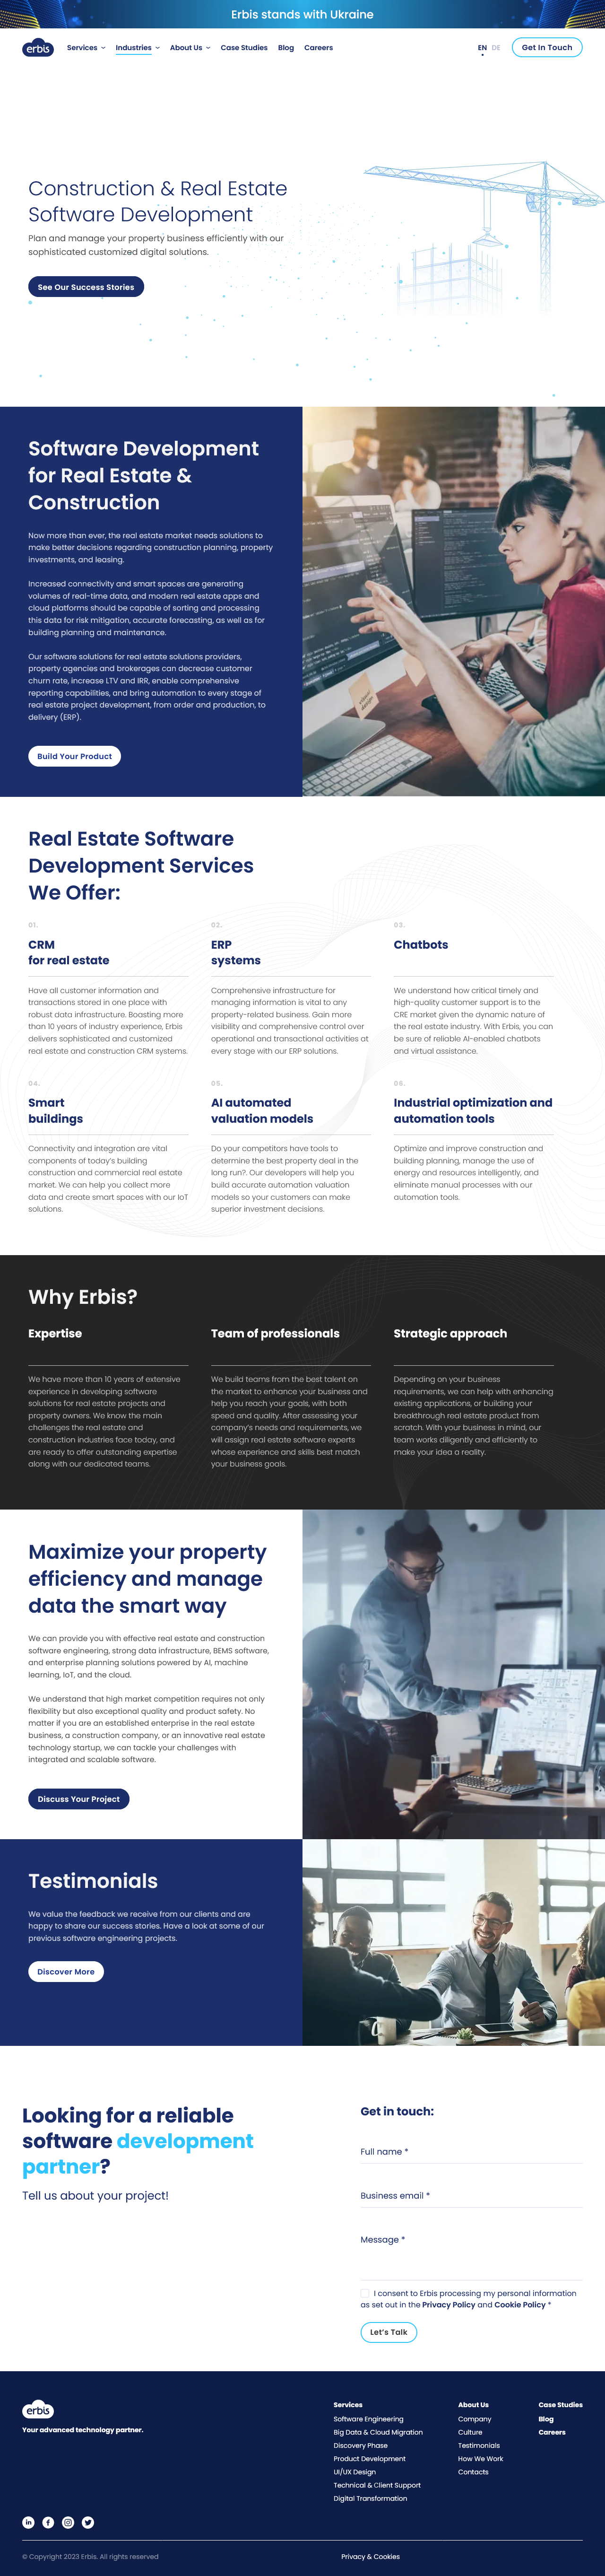 Erbis stands with Ukraine
erbis
Services
Industries
About Us
Case Studies
Blog
Careers
EN
DE
Get In Touch
Construction & Real Estate
Software Development
Plan and manage your property business efficiently with our
sophisticated customized digital solutions.
See Our Success Stories
Software Development
for Real Estate &
Construction
Now more than ever, the real estate market needs solutions to
make better decisions regarding construction planning, property
investments, and leasing.
Increased connectivity and smart spaces are generating
volumes of real-time data, and modern real estate apps and
cloud platforms should be capable of sorting and processing
this data for risk mitigation, accurate forecasting, as well as for
building planning and maintenance.
Our software solutions for real estate solutions providers,
property agencies and brokerages can decrease customer
churn rate, increase LTV and IRR, enable comprehensive
reporting capabilities, and bring automation to every stage of
real estate project development, from order and production, to
delivery (ERP).
Build Your Product
Real Estate Software
Development Services
We Offer:
01.
CRM
for real estate
Have all customer information and
transactions stored in one place with
robust data infrastructure. Boasting more
than 10 years of industry experience, Erbis
delivers sophisticated and customized
real estate and construction CRM systems.
02.
ERP
systems
Comprehensive infrastructure for
managing information is vital to any
property-related business. Gain more
visibility and comprehensive control over
operational and transactional activities at
every stage with our ERP solutions.
03.
Chatbots
We understand how critical timely and
high-quality customer support is to the
CRE market given the dynamic nature of
the real estate industry. With Erbis, you can
be sure of reliable AI-enabled chatbots
and virtual assistance.
04.
Smart
buildings
Connectivity and integration are vital
components of today's building
construction and commercial real estate
market. We can help you collect more
data and create smart spaces with our IoT
solutions.
05.
AI automated
valuation models
Do your competitors have tools to
determine the best property deal in the
long run?. Our developers will help you
build accurate automation valuation
models so your customers can make
superior investment decisions.
06.
Industrial optimization and
automation tools
Optimize and improve construction and
building planning, manage the use of
energy and resources intelligently, and
eliminate manual processes with our
automation tools.
Why Erbis?
Expertise
We have more than 10 years of extensive
experience in developing software
solutions for real estate projects and
property owners. We know the main
challenges the real estate and
construction industries face today, and
are ready to offer outstanding expertise
along with our dedicated teams.
Team of professionals
We build teams from the best talent on
the market to enhance your business and
help you reach your goals, with both
speed and quality. After assessing your
company's needs and requirements, we
will assign real estate software experts
whose experience and skills best match
your business goals.
Strategic approach
Depending on your business
requirements, we can help with enhancing
existing applications, or building your
breakthrough real estate product from
scratch. With your business in mind, our
team works diligently and efficiently to
make your idea a reality.
Maximize your property
efficiency and manage
data the smart way
We can provide you with effective real estate and construction
software engineering, strong data infrastructure, BEMS software,
and enterprise planning solutions powered by AI, machine
learning, IoT, and the cloud.
We understand that high market competition requires not only
flexibility but also exceptional quality and product safety. No
matter if you are an established enterprise in the real estate
business, a construction company, or an innovative real estate
technology startup, we can tackle your challenges with
integrated and scalable software.
Discuss Your Project
Testimonials
We value the feedback we receive from our clients and are
happy to share our success stories. Have a look at some of our
previous software engineering projects.
Discover More
Looking for a reliable
software development
partner?
Tell us about your project!
Get in touch:
Full name *
Business email *
Message *
I consent to Erbis processing my personal information
as set out in the Privacy Policy and Cookie Policy *
Let's Talk
erbis
Your advanced technology partner.
Services
Software Engineering
Big Data & Cloud Migration
Discovery Phase
Product Development
UI/UX Design
Technical & Client Support
Digital Transformation
About Us
Company
Culture
Testimonials
How We Work
Contacts
Case Studies
Blog
Careers
© Copyright 2023 Erbis. All rights reserved
Privacy & Cookies